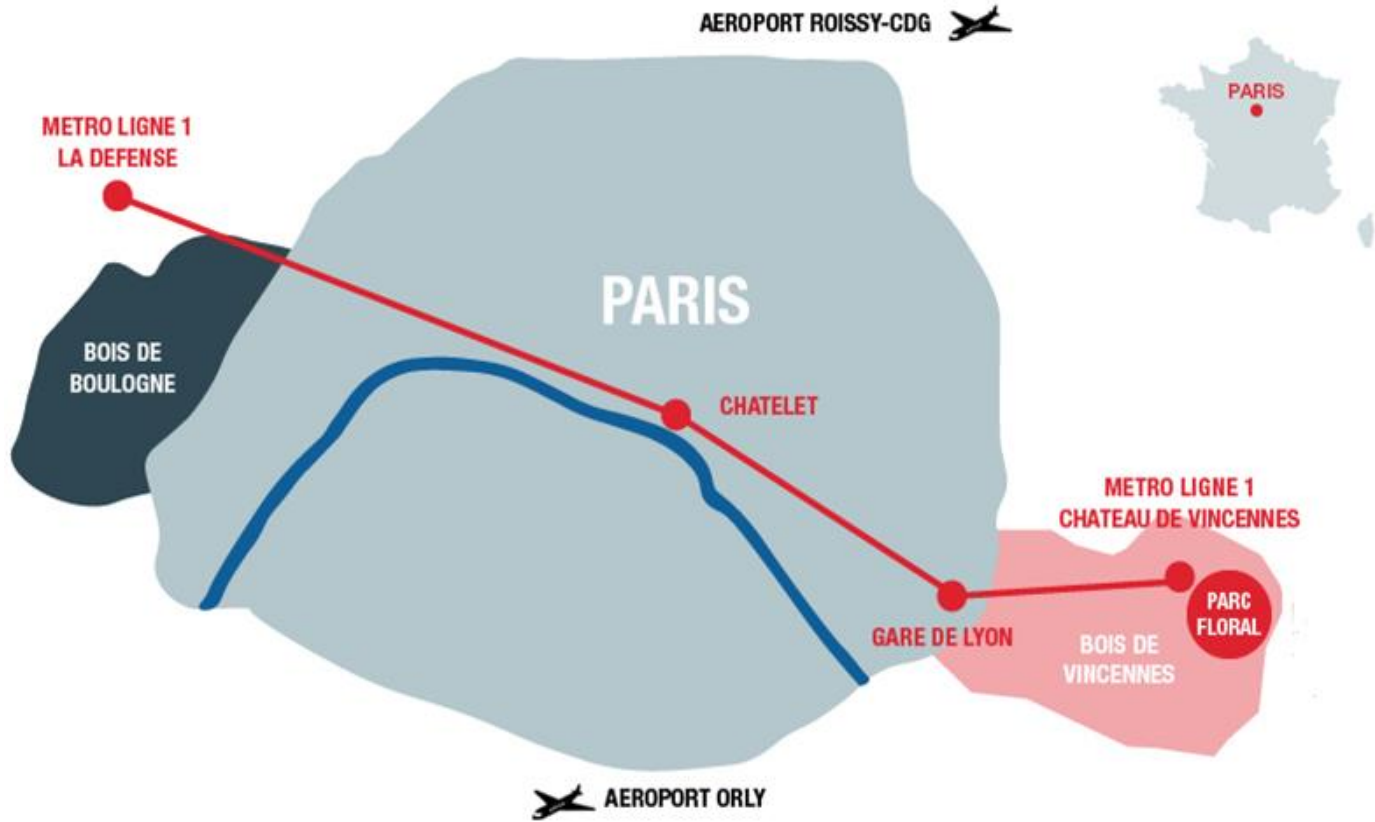 AEROPORT ROISSY-CDG
PARIS
METRO LIGNE 1
LA DEFENSE
PARIS
BOIS DE
BOULOGNE
CHATELET
METRO LIGNE 1
CHATEAU DE VINCENNES
PARC
FLORAL
GARE DE LYON
BOIS DE
VINCENNES
AEROPORT ORLY